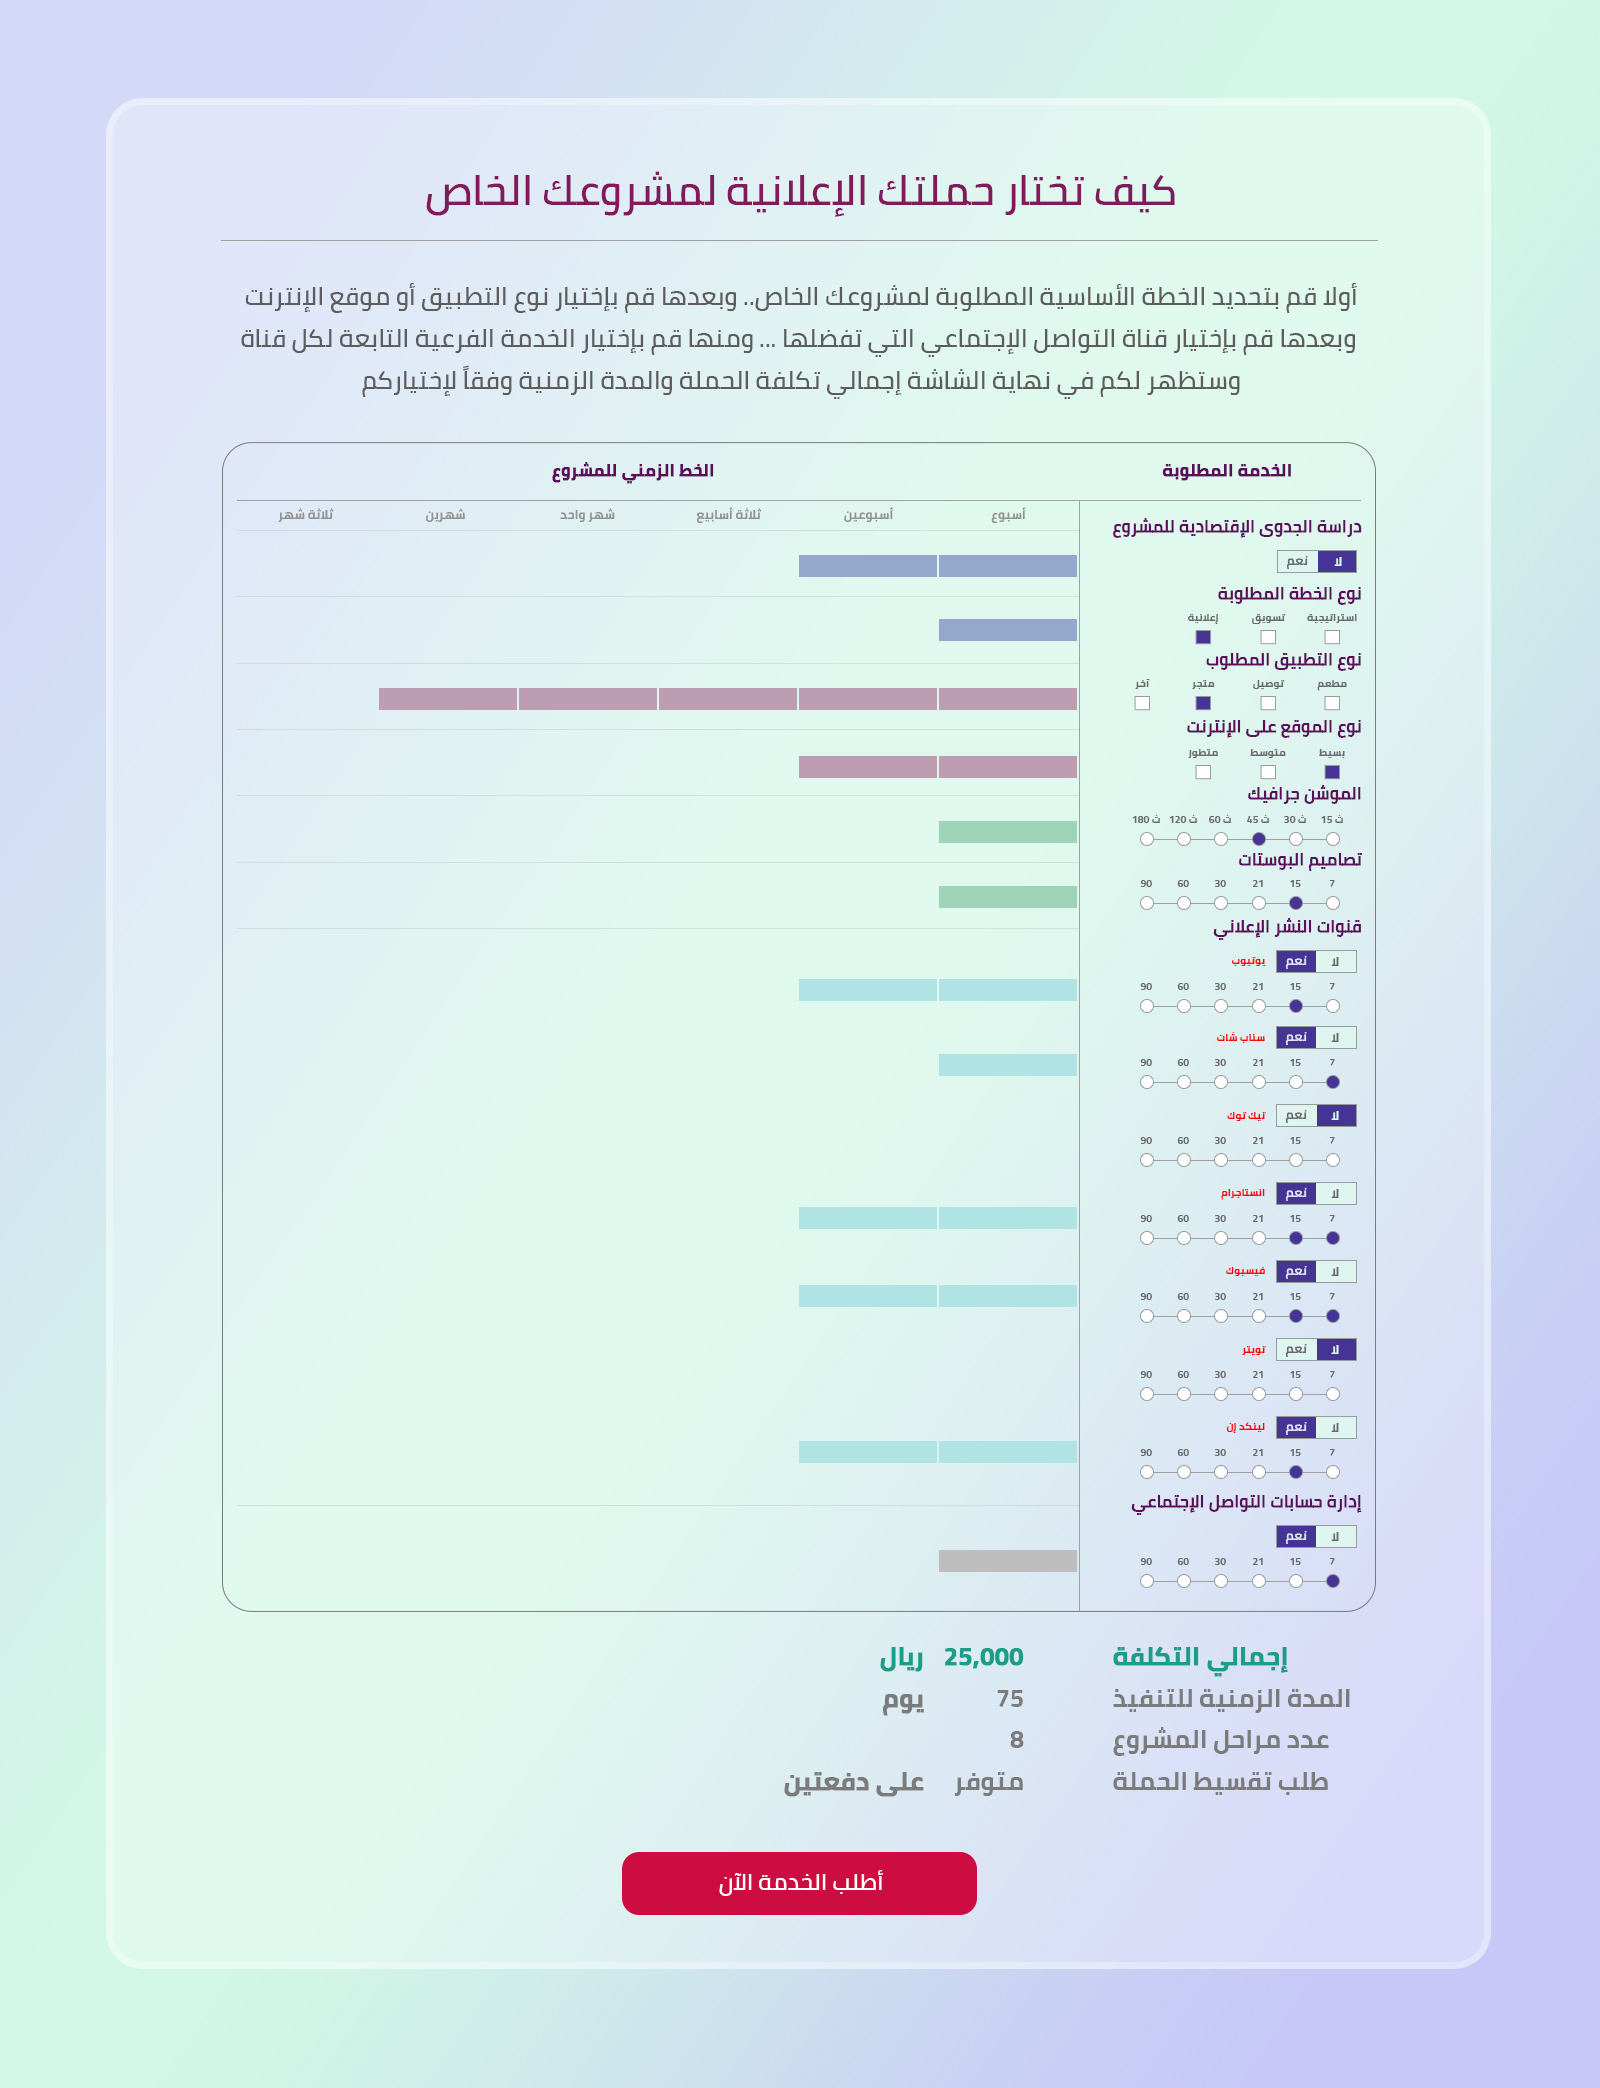 كيف تختار حملتك الإعلانية لمشروعك الخاص
أولا قم بتحديد الخطة الأساسية المطلوبة لمشروعك الخاص.. وبعدها قم بإختيار نوع التطبيق أو موقع الإنترنت
وبعدها قم بإختيار قناة التواصل الإجتماعي التي تفضلها ... ومنها قم بإختيار الخدمة الفرعية التابعة لكل قناة
وستظهر لكم في نهاية الشاشة إجمالي تكلفة الحملة والمدة الزمنية وفقاً لإختياركم
الخدمة المطلوبة الخط الزمني للمشروع
أسبوع أسبوعين ثلاثة أسابيع شهر واحد شهرين ثلاثة شهر
دراسة الجدوى الإقتصادية للمشروع
لا نعم
نوع الخطة المطلوبة
استراتيجية تسويق إعلانية
نوع التطبيق المطلوب
مطعم توصيل متجر آخر
نوع الموقع على الإنترنت
بسيط متوسط متطور
الموشن جرافيك
15 ث 30 ث 45 ث 60 ث 120 ث 180 ث
تصاميم البوستات
7 15 21 30 60 90
قنوات النشر الإعلاني
لا نعم يوتيوب
7 15 21 30 60 90
لا نعم سناب شات
7 15 21 30 60 90
لا نعم تيك توك
7 15 21 30 60 90
لا نعم انستاجرام
7 15 21 30 60 90
لا نعم فيسبوك
7 15 21 30 60 90
لا نعم تويتر
7 15 21 30 60 90
لا نعم لينكد إن
7 15 21 30 60 90
إدارة حسابات التواصل الإجتماعي
لا نعم
7 15 21 30 60 90
إجمالي التكلفة 25,000 ريال
المدة الزمنية للتنفيذ 75 يوم
عدد مراحل المشروع 8
طلب تقسيط الحملة متوفر على دفعتين
أطلب الخدمة الآن